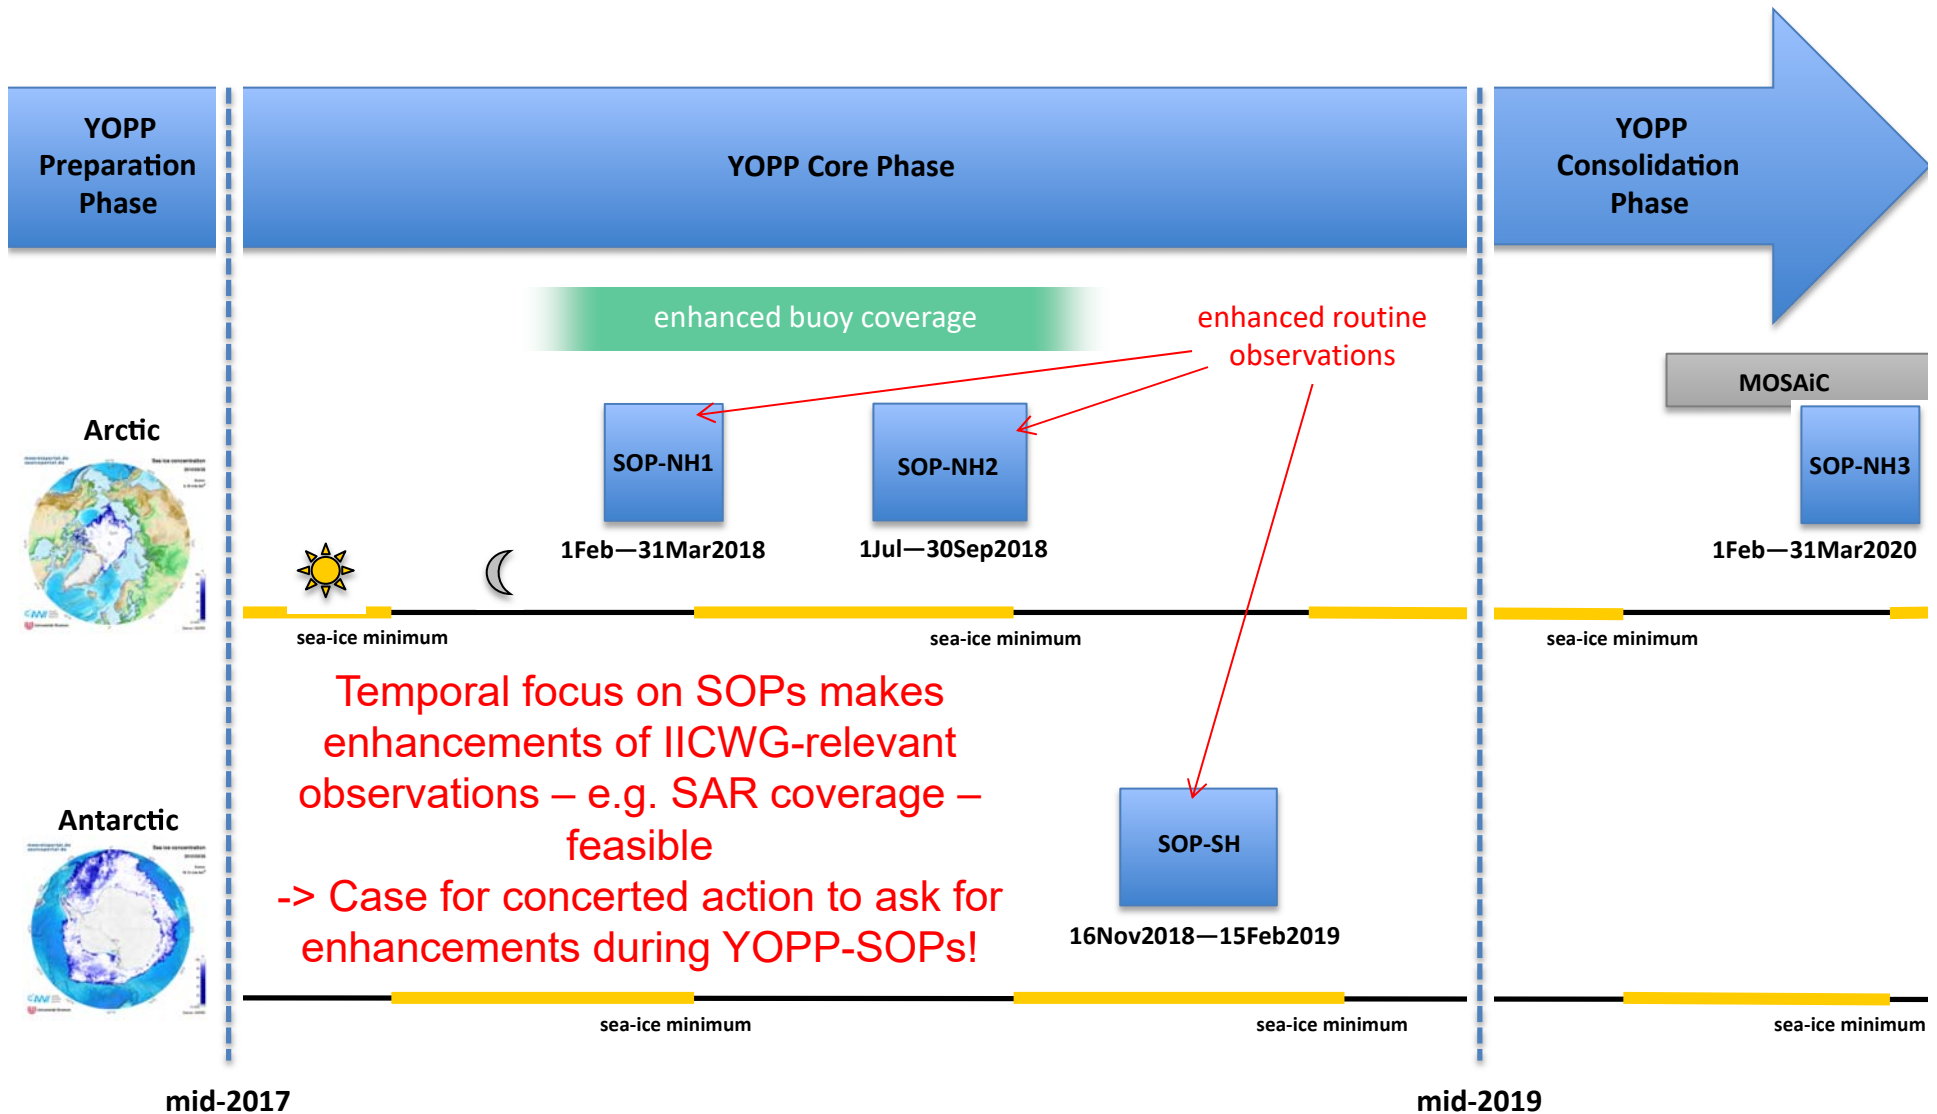 YOPP
Preparation
Phase
YOPP Core Phase
YOPP
Consolidation
Phase
enhanced buoy coverage
enhanced routine
observations
MOSAiC
Arctic
SOP-NH1
SOP-NH2
SOP-NH3
1Feb—31Mar2018
1Jul—30Sep2018
1Feb—31Mar2020
sea-ice minimum
sea-ice minimum
sea-ice minimum
Temporal focus on SOPs makes
enhancements of IICWG-relevant
observations – e.g. SAR coverage –
feasible
-> Case for concerted action to ask for
enhancements during YOPP-SOPs!
Antarctic
SOP-SH
16Nov2018—15Feb2019
sea-ice minimum
sea-ice minimum
sea-ice minimum
mid-2017
mid-2019